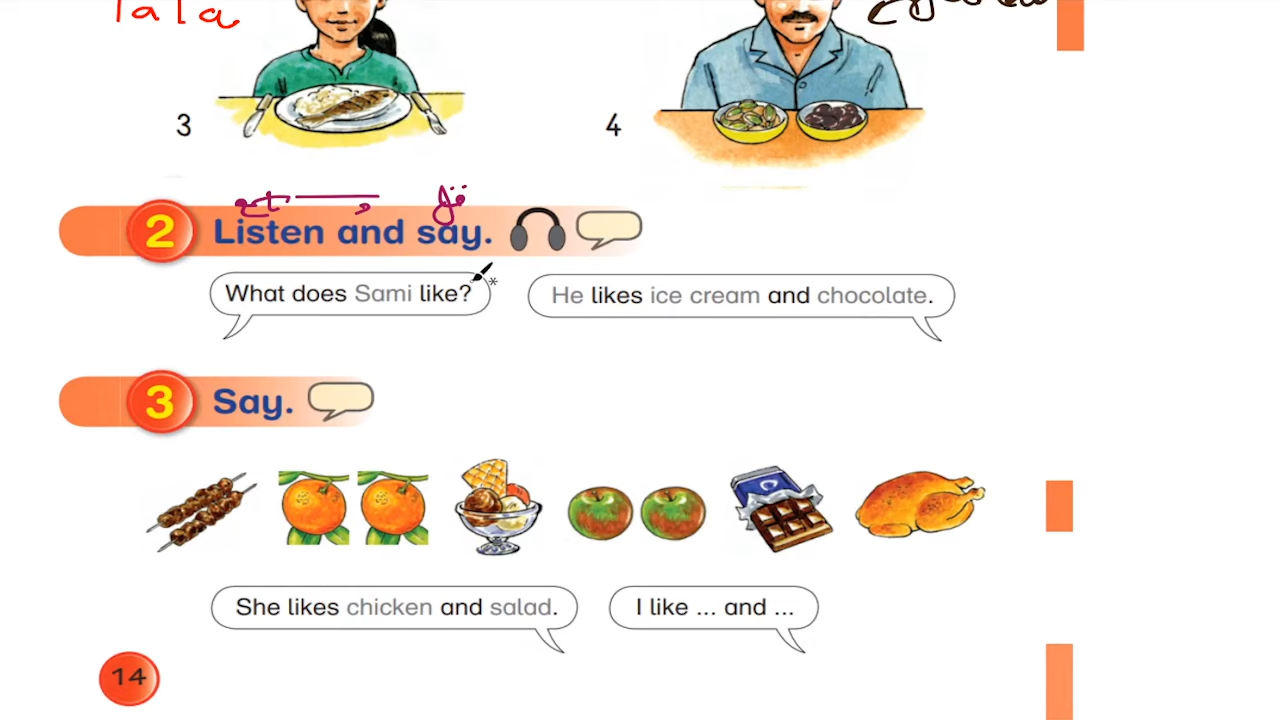 Tala
3
4
2 Listen and say.
What does Sami like?
He likes ice cream and chocolate.
3 Say.
She likes chicken and salad.
I like ... and ...
14